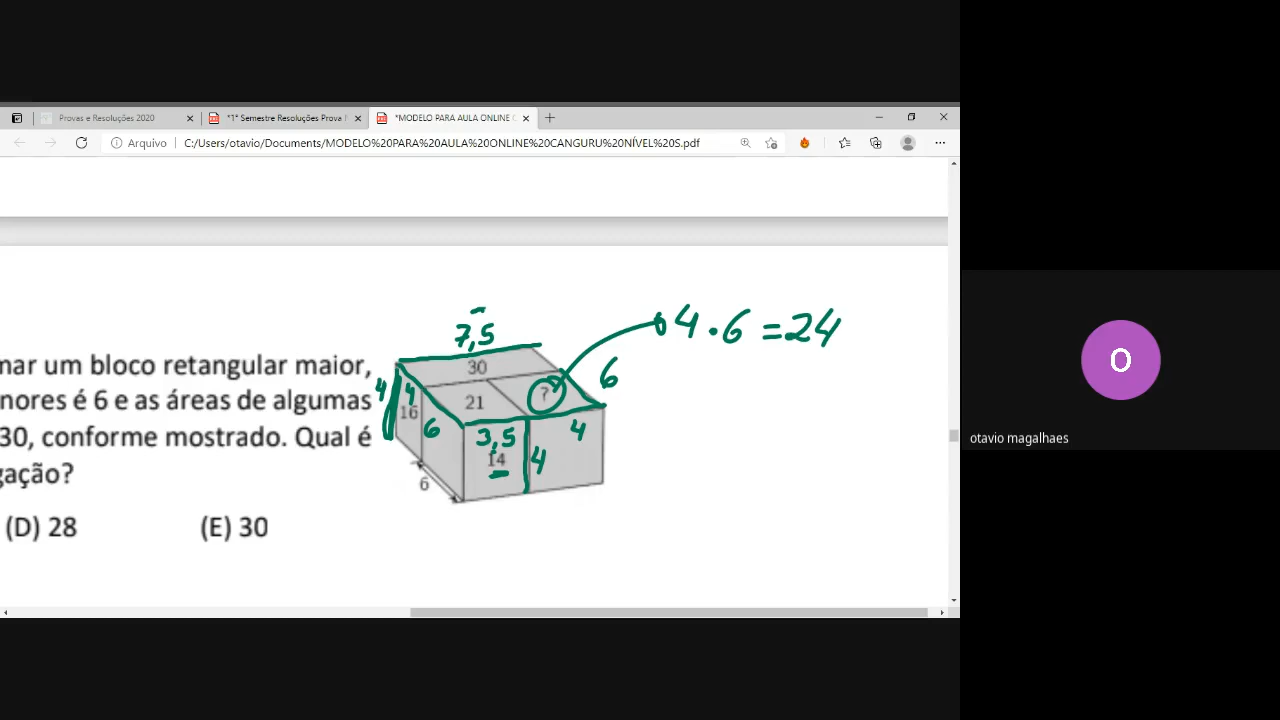 Provas e Resoluções 2020
*1° Semestre Resoluções Prova
*MODELO PARA AULA ONLINE
Arquivo
C:/Users/otavio/Documents/MODELO%20PARA%20AULA%20ONLINE%20CANGURU%20NÍVEL%20S.pdf
7,5
4 . 6 = 24
mar um bloco retangular maior,
30
6
4
4
nores é 6 e as áreas de algumas
16
21
?
6
3,5
4
30, conforme mostrado. Qual é
14
4
gação?
6
(D) 28
(E) 30
O
otavio magalhaes